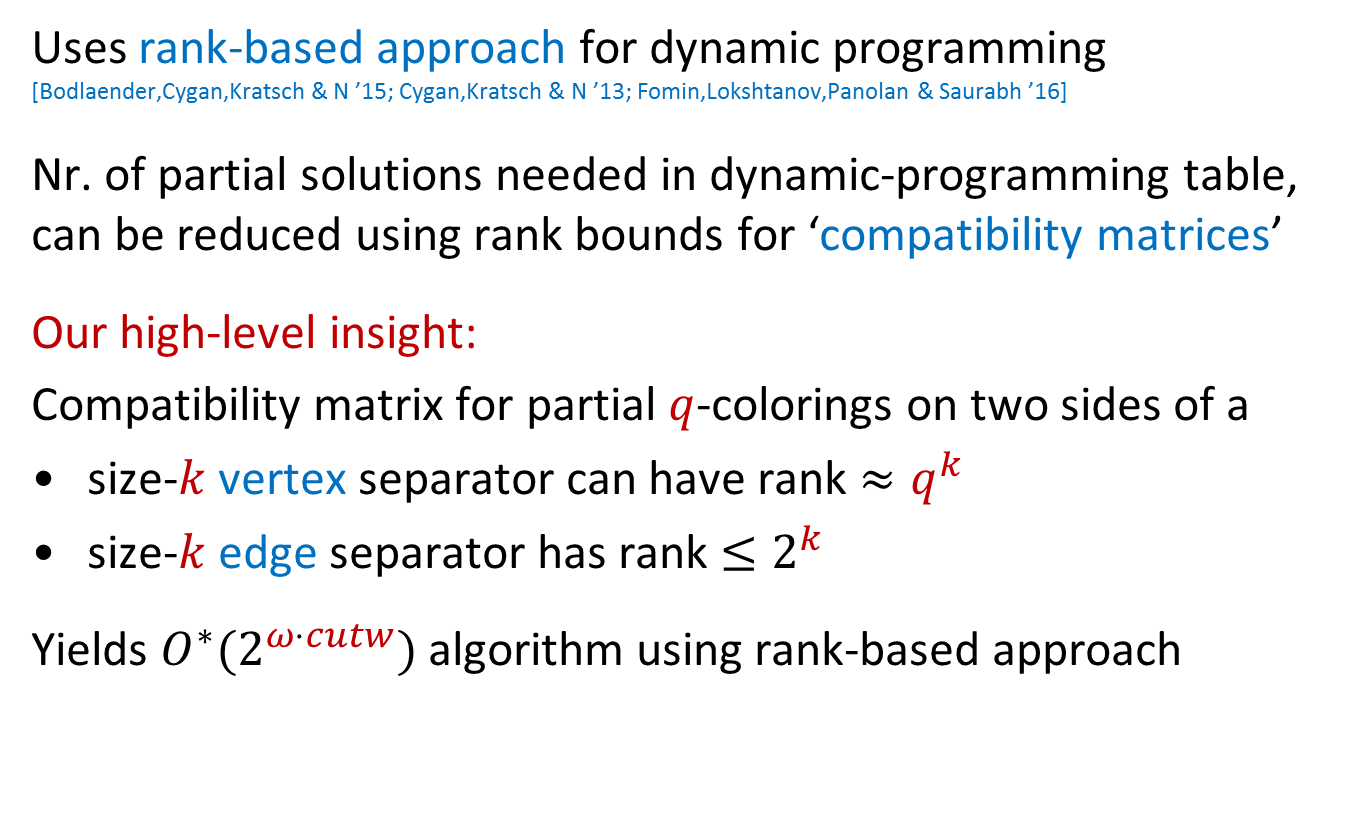 Uses rank-based approach for dynamic programming
[Bodlaender,Cygan,Kratsch & N ’15; Cygan,Kratsch & N ’13; Fomin,Lokshtanov,Panolan & Saurabh ’16]
Nr. of partial solutions needed in dynamic-programming table,
can be reduced using rank bounds for ‘compatibility matrices’
Our high-level insight:
Compatibility matrix for partial q-colorings on two sides of a
• size-k vertex separator can have rank ≈ q^k
• size-k edge separator has rank ≤ 2^k
Yields O*(2^{ω·cutw}) algorithm using rank-based approach